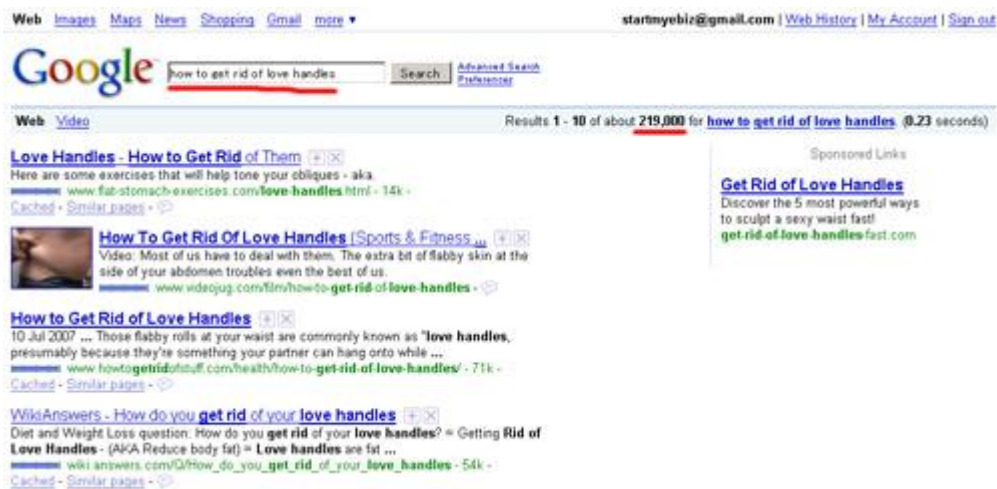 Web Images Maps News Shopping Gmail more ▼
startmyebiz@gmail.com | Web History | My Account | Sign out
Google
how to get rid of love handles
Search
Advanced Search
Preferences
Web Video
Results 1 - 10 of about 219,000 for how to get rid of love handles. (0.23 seconds)
Love Handles - How to Get Rid of Them
Here are some exercises that will help tone your obliques - aka.
www.flat-stomach-exercises.com/love-handles.html - 14k -
Cached - Similar pages -
How To Get Rid Of Love Handles (Sports & Fitness ...
Video: Most of us have to deal with them. The extra bit of flabby skin at the
side of your abdomen troubles even the best of us.
www.videojug.com/film/how-to-get-rid-of-love-handles -
How to Get Rid of Love Handles
10 Jul 2007 ... Those flabby rolls at your waist are commonly known as "love handles,
presumably because they're something your partner can hang onto while ...
www.howtogetridofstuff.com/health/how-to-get-rid-of-love-handles/ - 71k -
Cached - Similar pages -
WikiAnswers - How do you get rid of your love handles
Diet and Weight Loss question: How do you get rid of your love handles? = Getting Rid of
Love Handles - (AKA Reduce body fat) = Love handles are fat ...
wiki.answers.com/Q/How_do_you_get_rid_of_your_love_handles - 54k -
Cached - Similar pages -
Sponsored Links
Get Rid of Love Handles
Discover the 5 most powerful ways
to sculpt a sexy waist fast!
get-rid-of-love-handles-fast.com